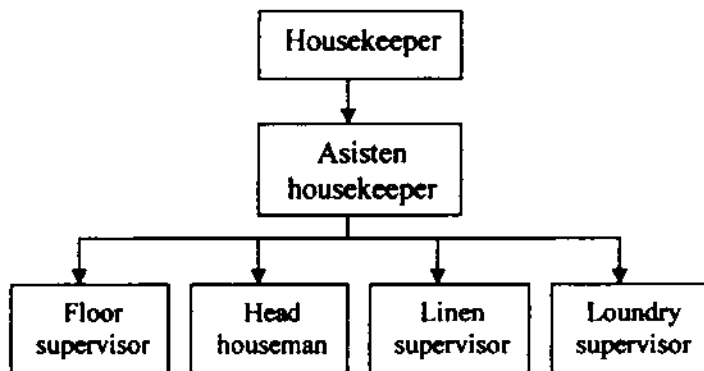 Housekeeper
Asisten
housekeeper
Floor
supervisor
Head
houseman
Linen
supervisor
Loundry
supervisor